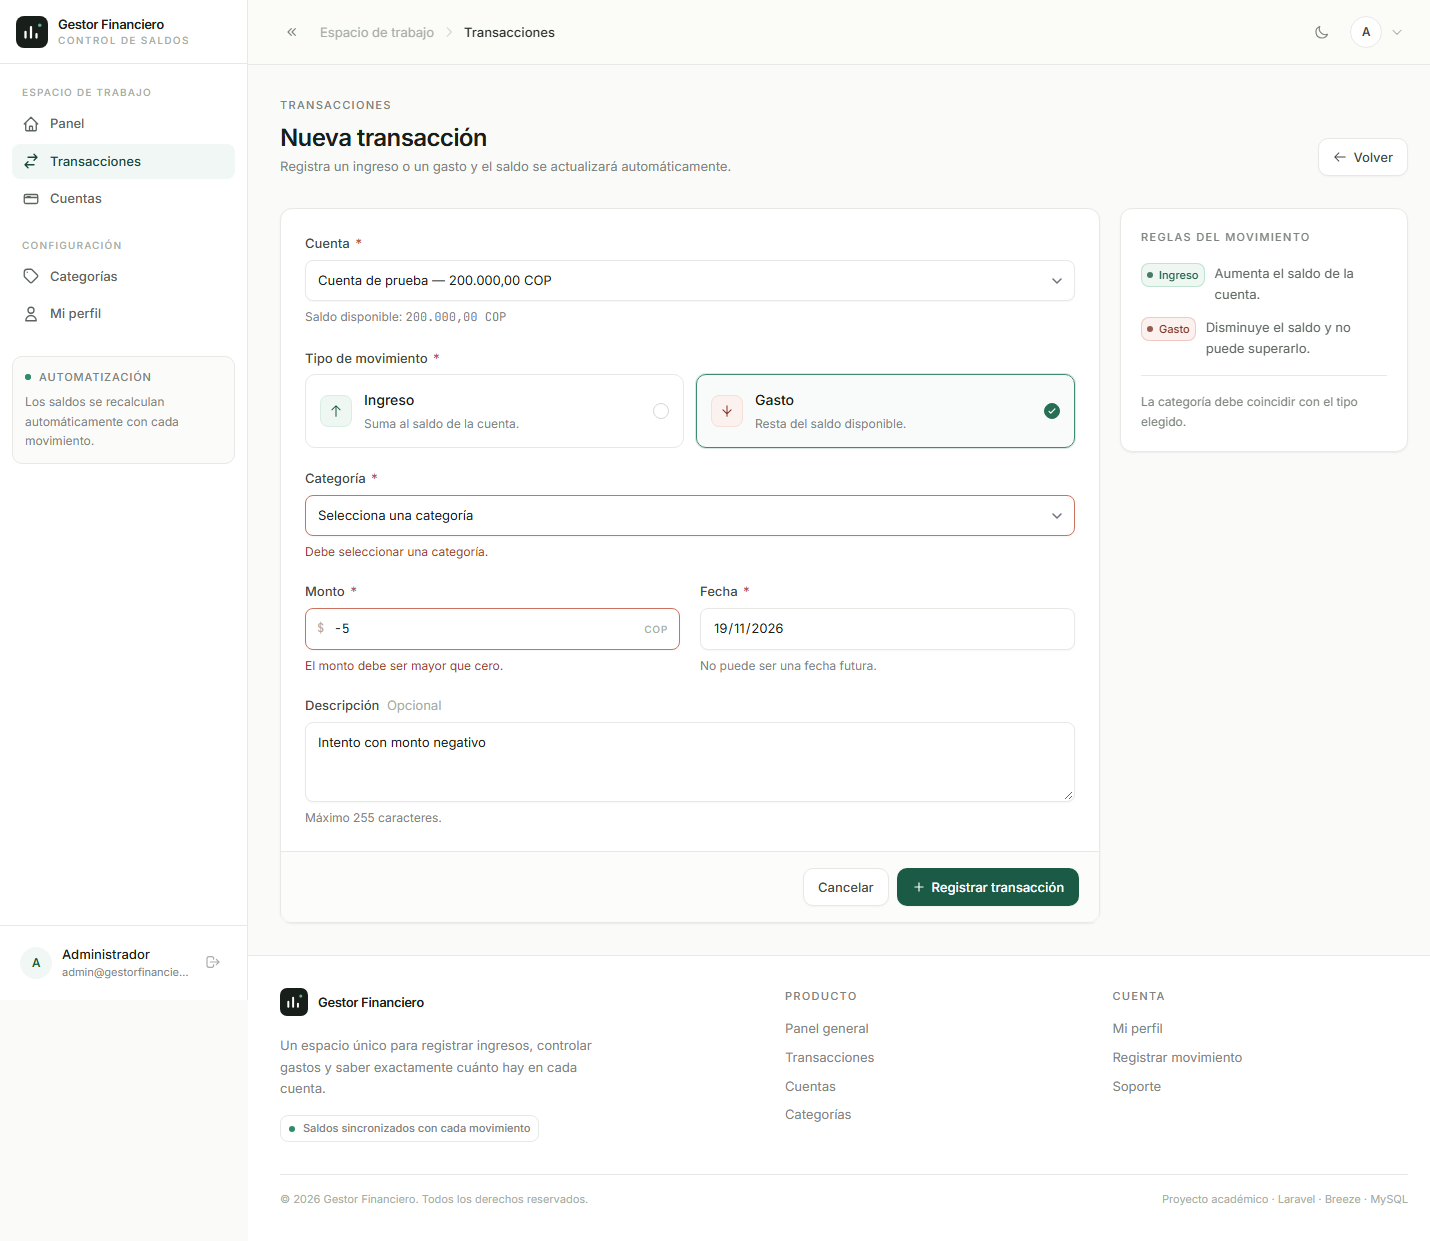 Gestor Financiero
CONTROL DE SALDOS
ESPACIO DE TRABAJO
Panel
Transacciones
Cuentas
CONFIGURACIÓN
Categorías
Mi perfil
AUTOMATIZACIÓN
Los saldos se recalculan
automáticamente con cada
movimiento.
A
Administrador
admin@gestorfinancie...
Espacio de trabajo
Transacciones
A
TRANSACCIONES
Nueva transacción
Registra un ingreso o un gasto y el saldo se actualizará automáticamente.
Volver
Cuenta *
Cuenta de prueba — 200.000,00 COP
Saldo disponible: 200.000,00 COP
Tipo de movimiento *
Ingreso
Suma al saldo de la cuenta.
Gasto
Resta del saldo disponible.
Categoría *
Selecciona una categoría
Debe seleccionar una categoría.
Monto *
$ -5 COP
El monto debe ser mayor que cero.
Fecha *
19/11/2026
No puede ser una fecha futura.
Descripción Opcional
Intento con monto negativo
Máximo 255 caracteres.
Cancelar
+ Registrar transacción
REGLAS DEL MOVIMIENTO
Ingreso
Aumenta el saldo de la
cuenta.
Gasto
Disminuye el saldo y no
puede superarlo.
La categoría debe coincidir con el tipo
elegido.
Gestor Financiero
Un espacio único para registrar ingresos, controlar
gastos y saber exactamente cuánto hay en cada
cuenta.
Saldos sincronizados con cada movimiento
PRODUCTO
Panel general
Transacciones
Cuentas
Categorías
CUENTA
Mi perfil
Registrar movimiento
Soporte
© 2026 Gestor Financiero. Todos los derechos reservados.
Proyecto académico · Laravel · Breeze · MySQL